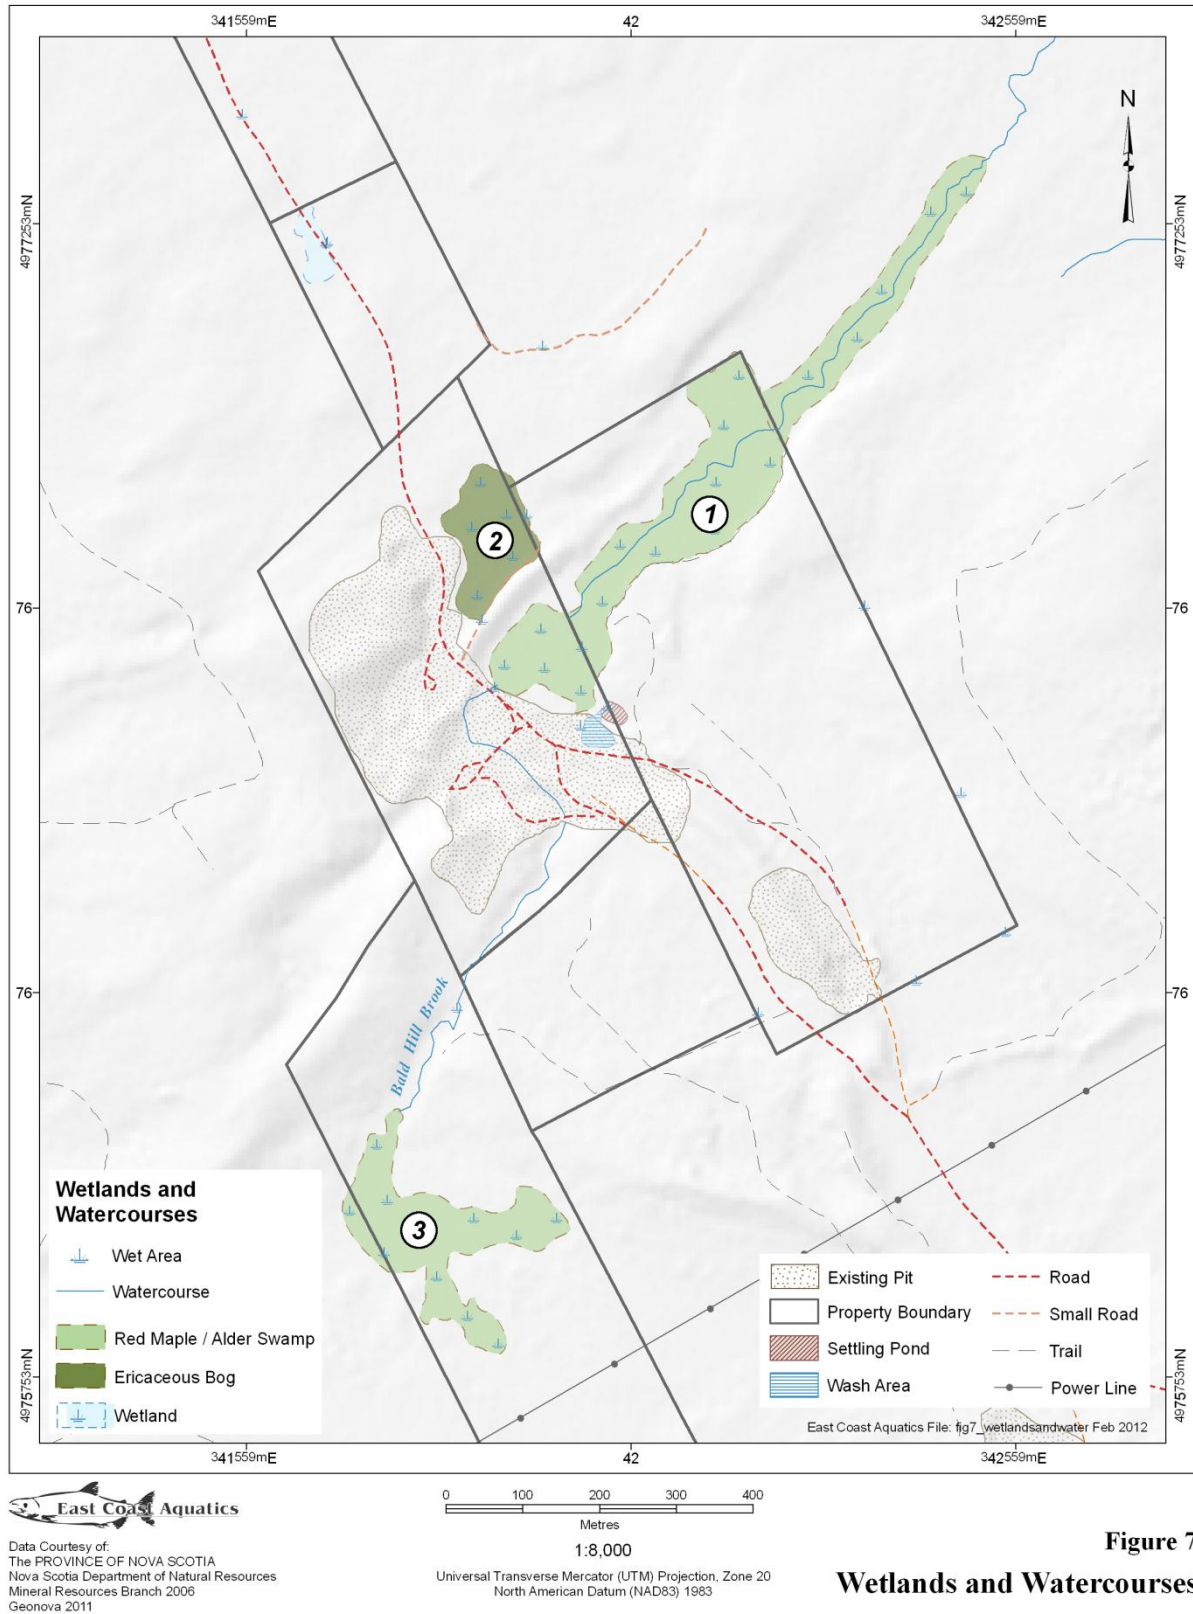 341559mE 42 342559mE
N
4977253mN 4977253mN
1
2
76 76
76 76
Bald Hill Brook
3
Wetlands and
Watercourses
Wet Area
Watercourse
Red Maple / Alder Swamp
Ericaceous Bog
Wetland
Existing Pit
Property Boundary
Settling Pond
Wash Area
Road
Small Road
Trail
Power Line
East Coast Aquatics File: fig7_wetlandsandwater Feb 2012
4975753mN 4975753mN
341559mE 42 342559mE
East Coast Aquatics
Data Courtesy of:
The PROVINCE OF NOVA SCOTIA
Nova Scotia Department of Natural Resources
Mineral Resources Branch 2006
Geonova 2011
0 100 200 300 400
Metres
1:8,000
Universal Transverse Mercator (UTM) Projection, Zone 20
North American Datum (NAD83) 1983
Figure 7
Wetlands and Watercourses